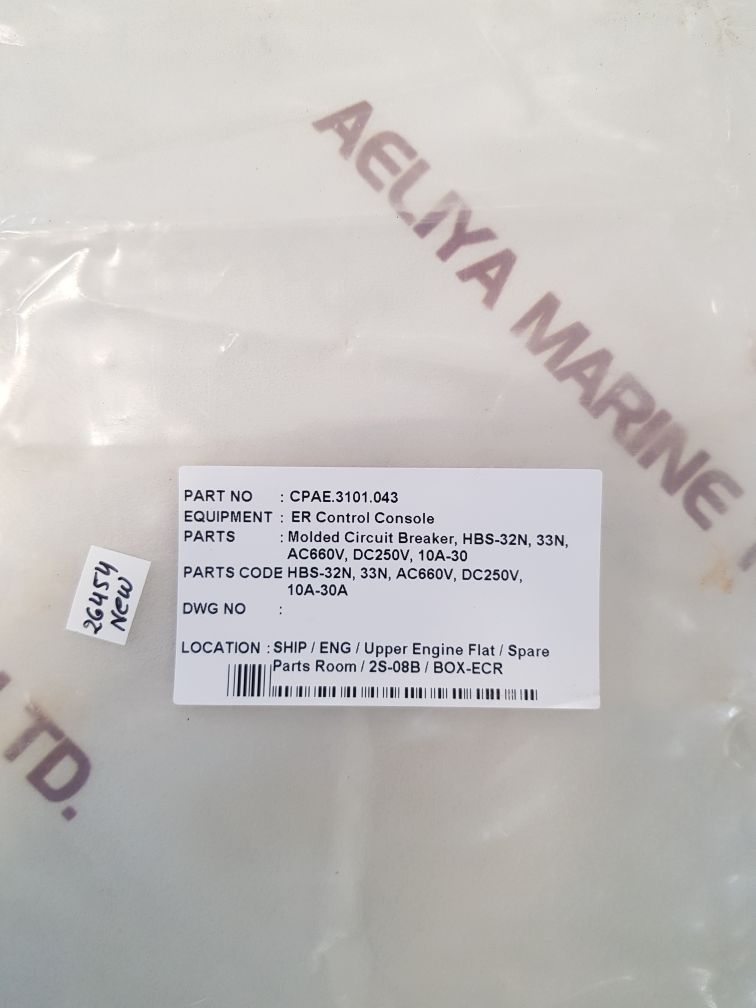 AELIYA MARINE
PART NO : CPAE.3101.043
EQUIPMENT : ER Control Console
PARTS : Molded Circuit Breaker, HBS-32N, 33N,
AC660V, DC250V, 10A-30
PARTS CODE HBS-32N, 33N, AC660V, DC250V,
10A-30A
DWG NO :
LOCATION : SHIP / ENG / Upper Engine Flat / Spare
Parts Room / 2S-08B / BOX-ECR
26454
NEW
LTD.